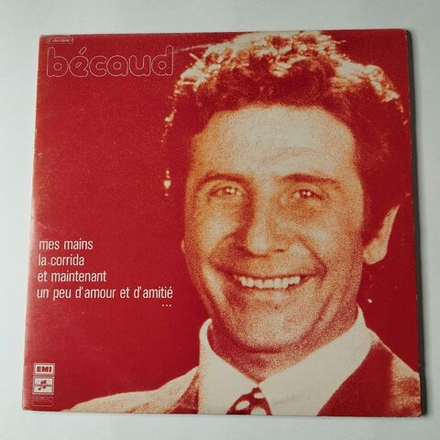 bécaud
mes mains
la corrida
et maintenant
un peu d'amour et d'amitié
...
EMI